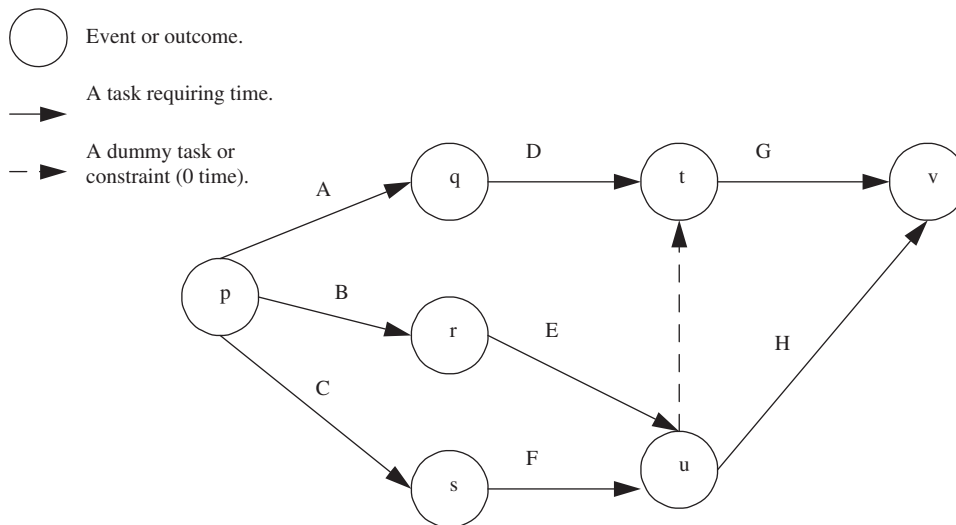 Event or outcome.
A task requiring time.
A dummy task or
constraint (0 time).
A
B
C
D
E
F
G
H
p
q
r
s
t
u
v